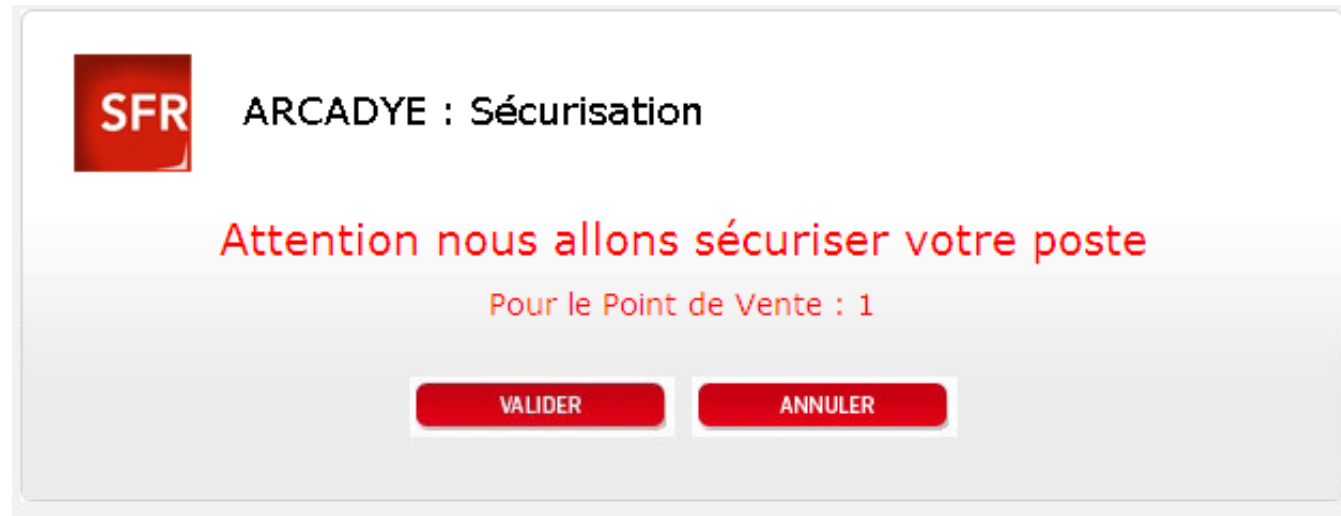 SFR
ARCADYE : Sécurisation
Attention nous allons sécuriser votre poste
Pour le Point de Vente : 1
VALIDER
ANNULER